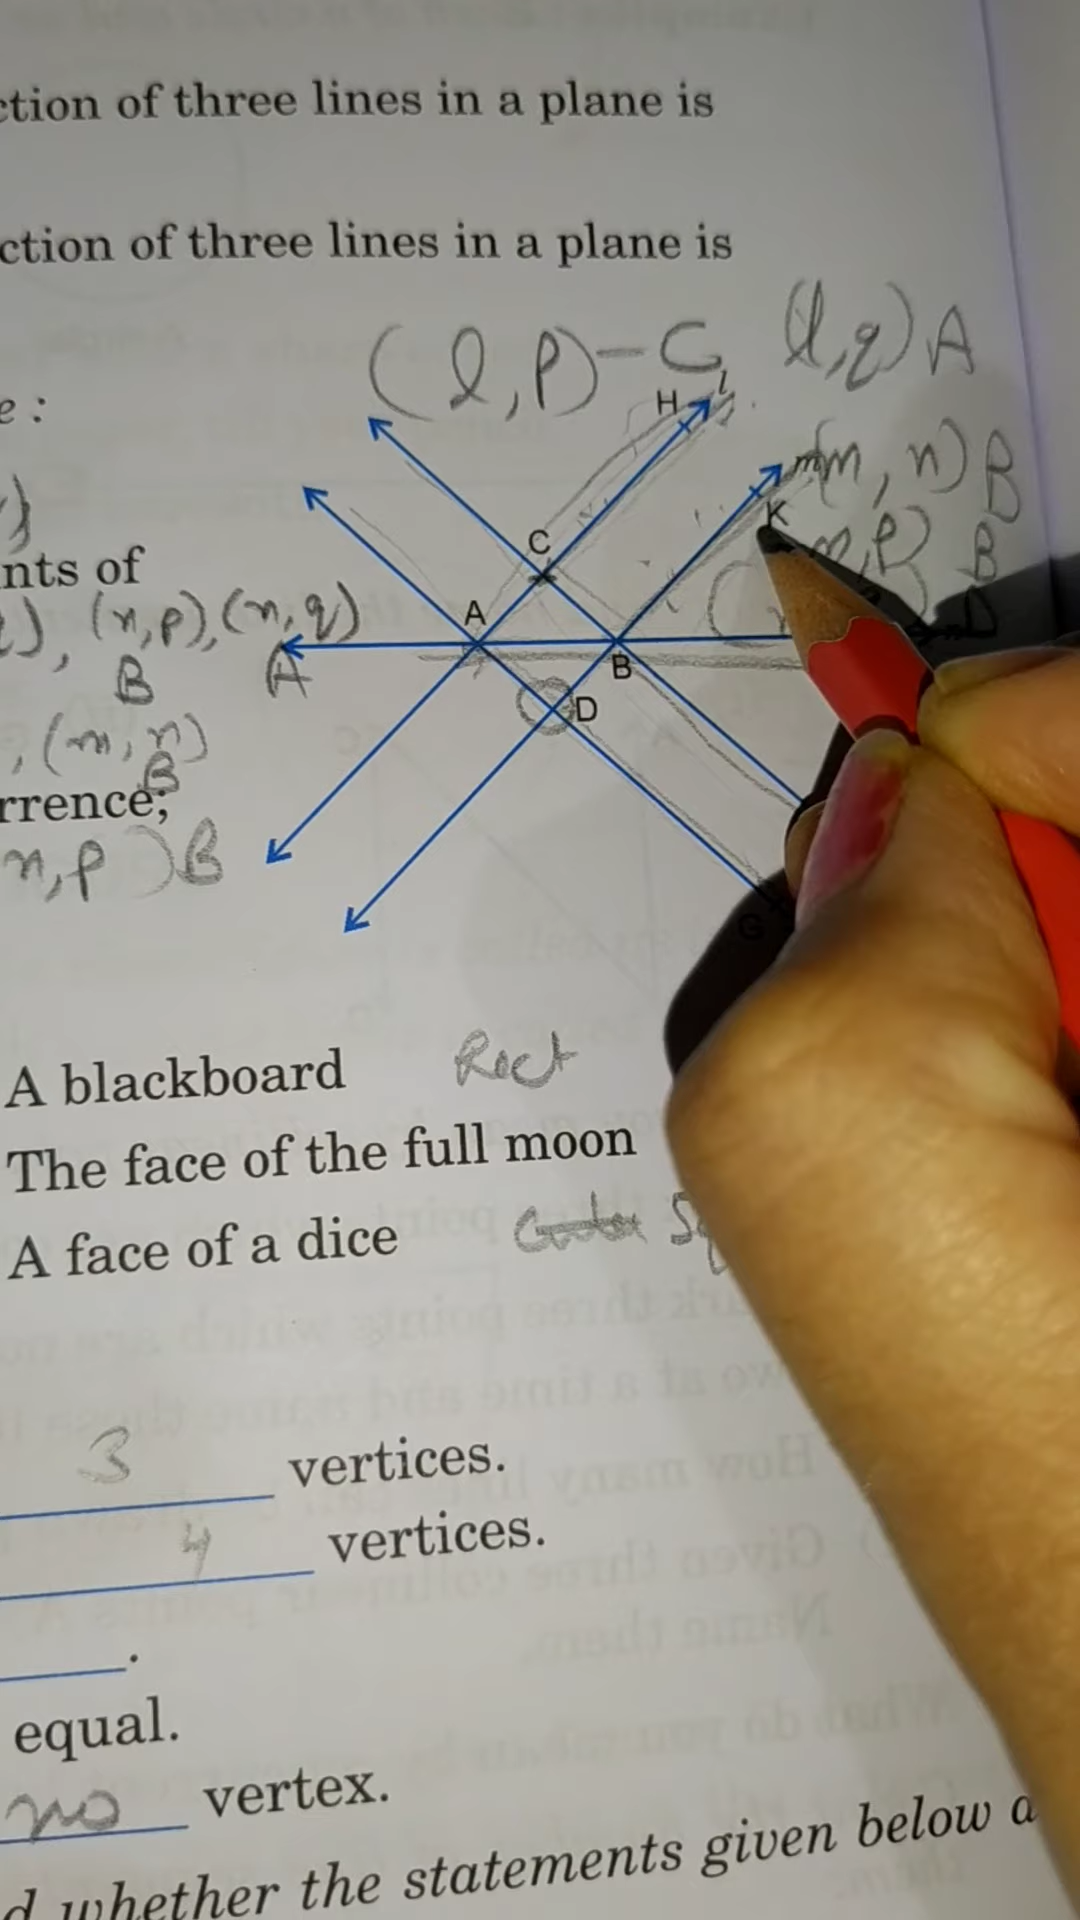 ction of three lines in a plane is
ction of three lines in a plane is
(l, p) - C, (l, q) A
e :
H l
m (m, n) B
K
C
(m, p) B
nts of
(n, p), (n, q)
A
B A
B
D
, (m, n)
B
rrence;
n, p) B
G
A blackboard Rect
The face of the full moon
A face of a dice
3 vertices.
4 vertices.
.
equal.
no vertex.
d whether the statements given below a